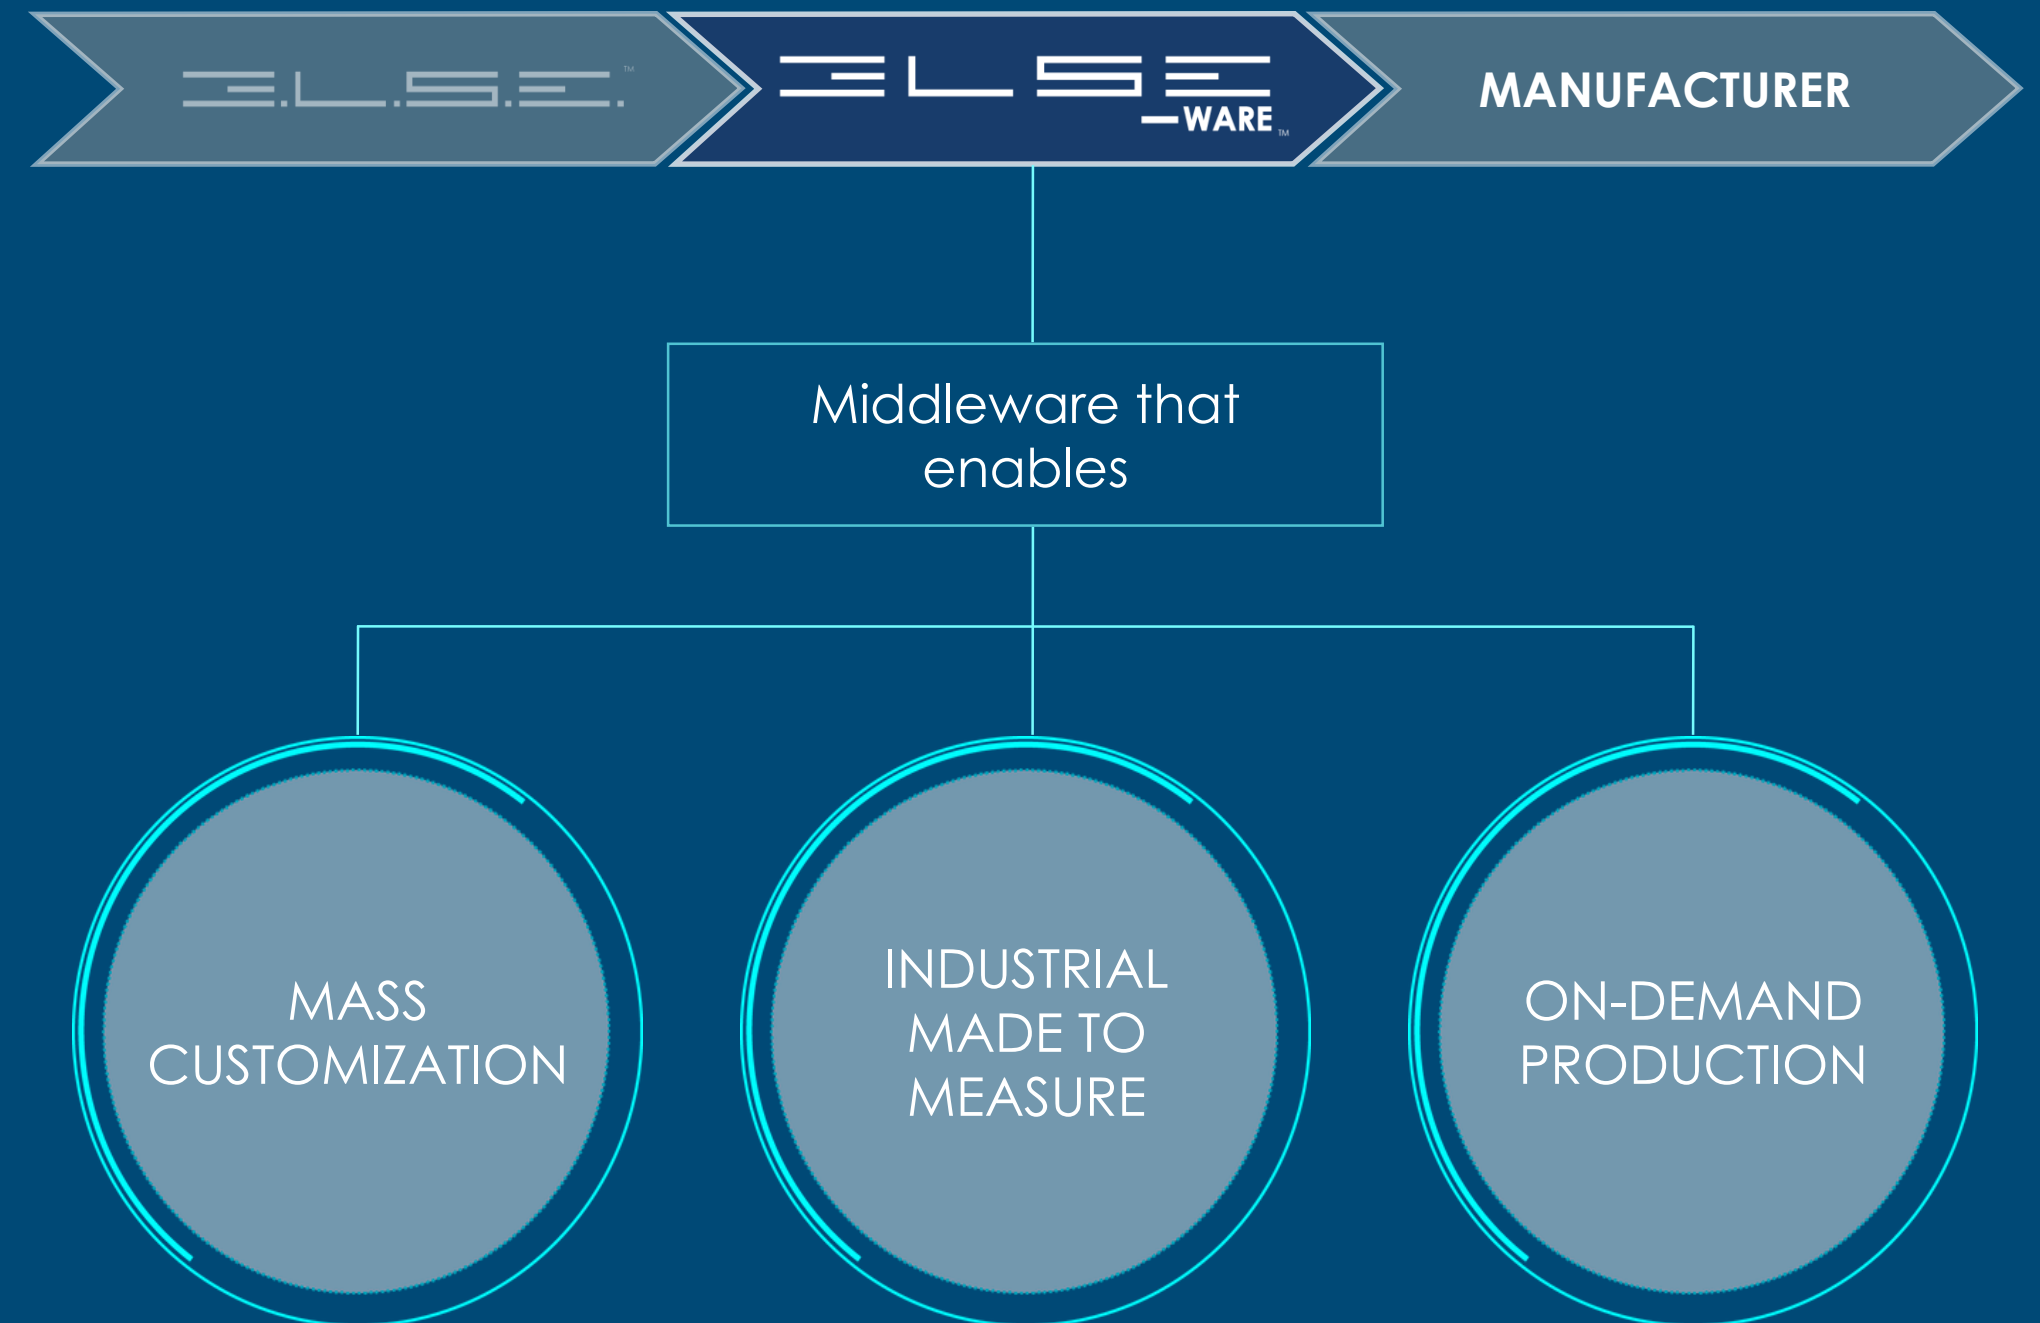 E.L.S.E.™
ELSE
—WARE™
MANUFACTURER
Middleware that
enables
MASS
CUSTOMIZATION
INDUSTRIAL
MADE TO
MEASURE
ON-DEMAND
PRODUCTION